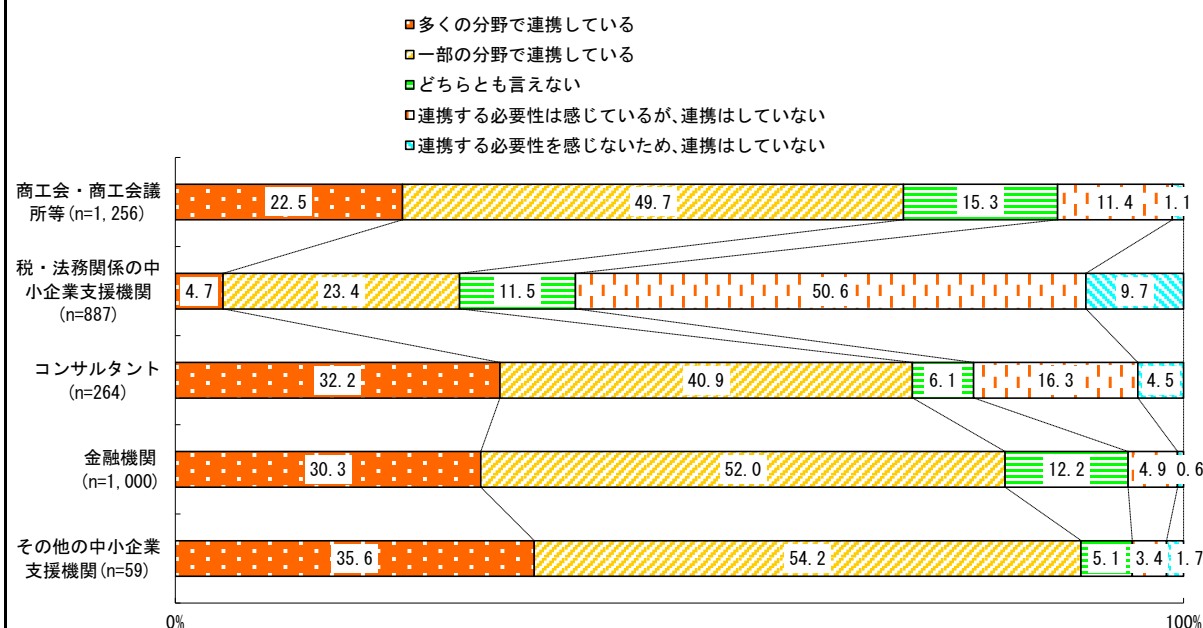 多くの分野で連携している
一部の分野で連携している
どちらとも言えない
連携する必要性は感じているが、連携はしていない
連携する必要性を感じないため、連携はしていない
商工会・商工会議
所等(n=1,256)
22.5 49.7 15.3 11.4 1.1
税・法務関係の中
小企業支援機関
(n=887)
4.7 23.4 11.5 50.6 9.7
コンサルタント
(n=264)
32.2 40.9 6.1 16.3 4.5
金融機関
(n=1,000)
30.3 52.0 12.2 4.9 0.6
その他の中小企業
支援機関(n=59)
35.6 54.2 5.1 3.4 1.7
0% 100%